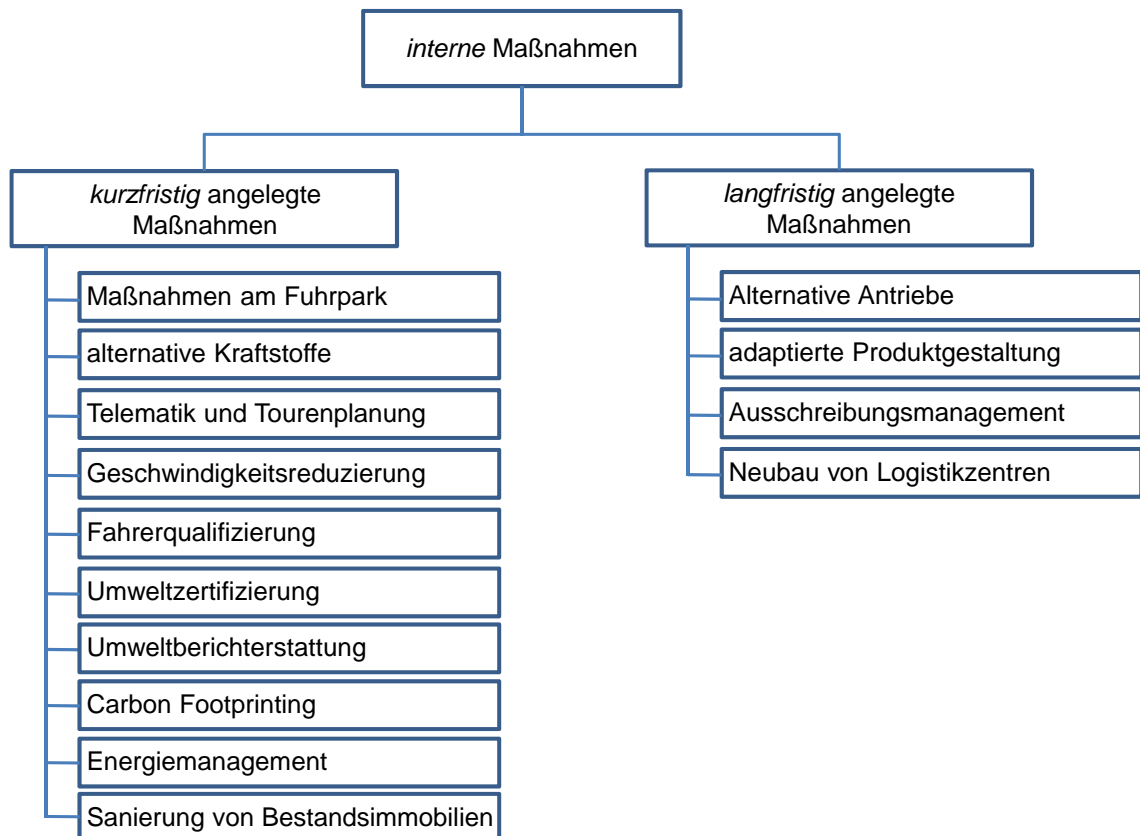 interne Maßnahmen
kurzfristig angelegte
Maßnahmen
Maßnahmen am Fuhrpark
alternative Kraftstoffe
Telematik und Tourenplanung
Geschwindigkeitsreduzierung
Fahrerqualifizierung
Umweltzertifizierung
Umweltberichterstattung
Carbon Footprinting
Energiemanagement
Sanierung von Bestandsimmobilien
langfristig angelegte
Maßnahmen
Alternative Antriebe
adaptierte Produktgestaltung
Ausschreibungsmanagement
Neubau von Logistikzentren